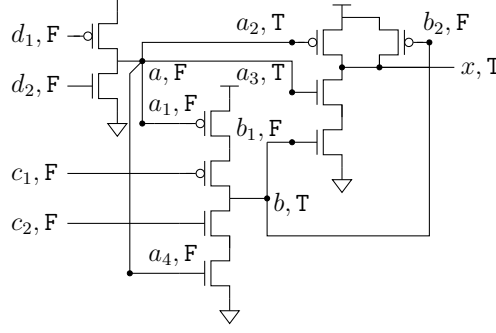 d₁, F
d₂, F
a, F
a₁, F
a₂, T
a₃, T
b₂, F
x, T
b₁, F
c₁, F
b, T
c₂, F
a₄, F